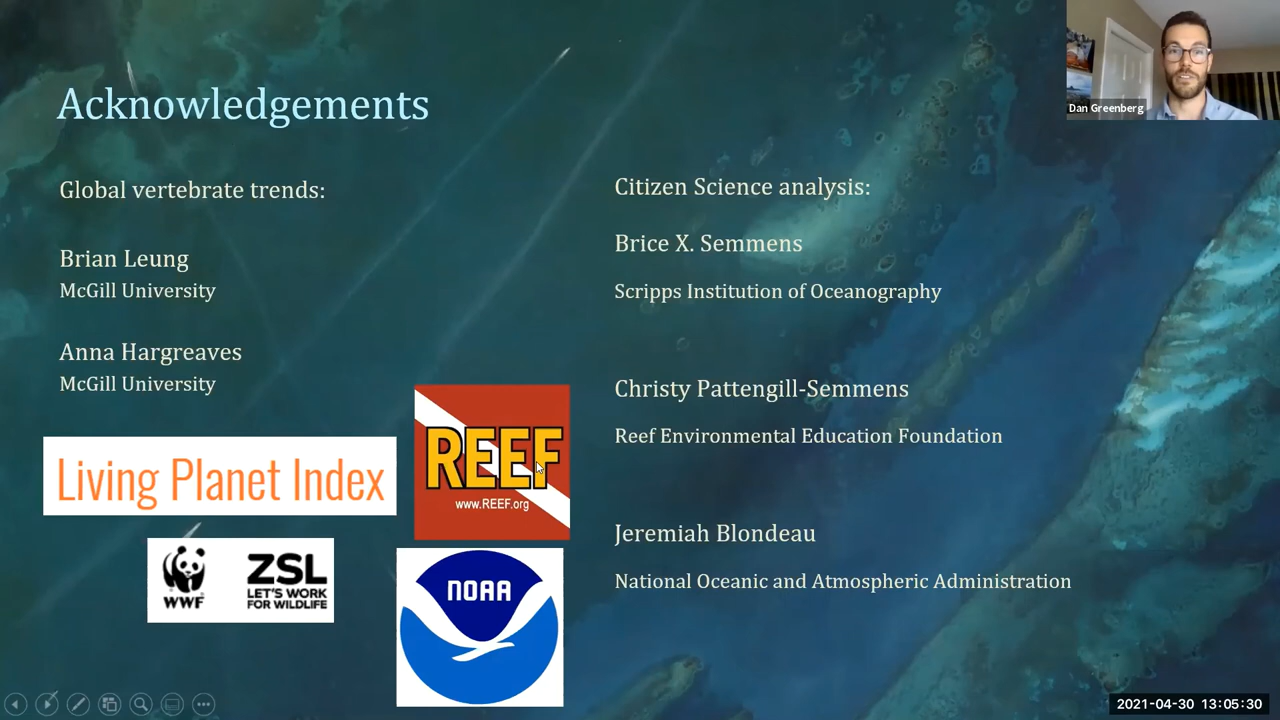 Acknowledgements
Dan Greenberg
Global vertebrate trends:
Brian Leung
McGill University
Anna Hargreaves
McGill University
Living Planet Index
WWF
ZSL
LET'S WORK
FOR WILDLIFE
REEF
www.REEF.org
NOAA
Citizen Science analysis:
Brice X. Semmens
Scripps Institution of Oceanography
Christy Pattengill-Semmens
Reef Environmental Education Foundation
Jeremiah Blondeau
National Oceanic and Atmospheric Administration
2021-04-30 13:05:30